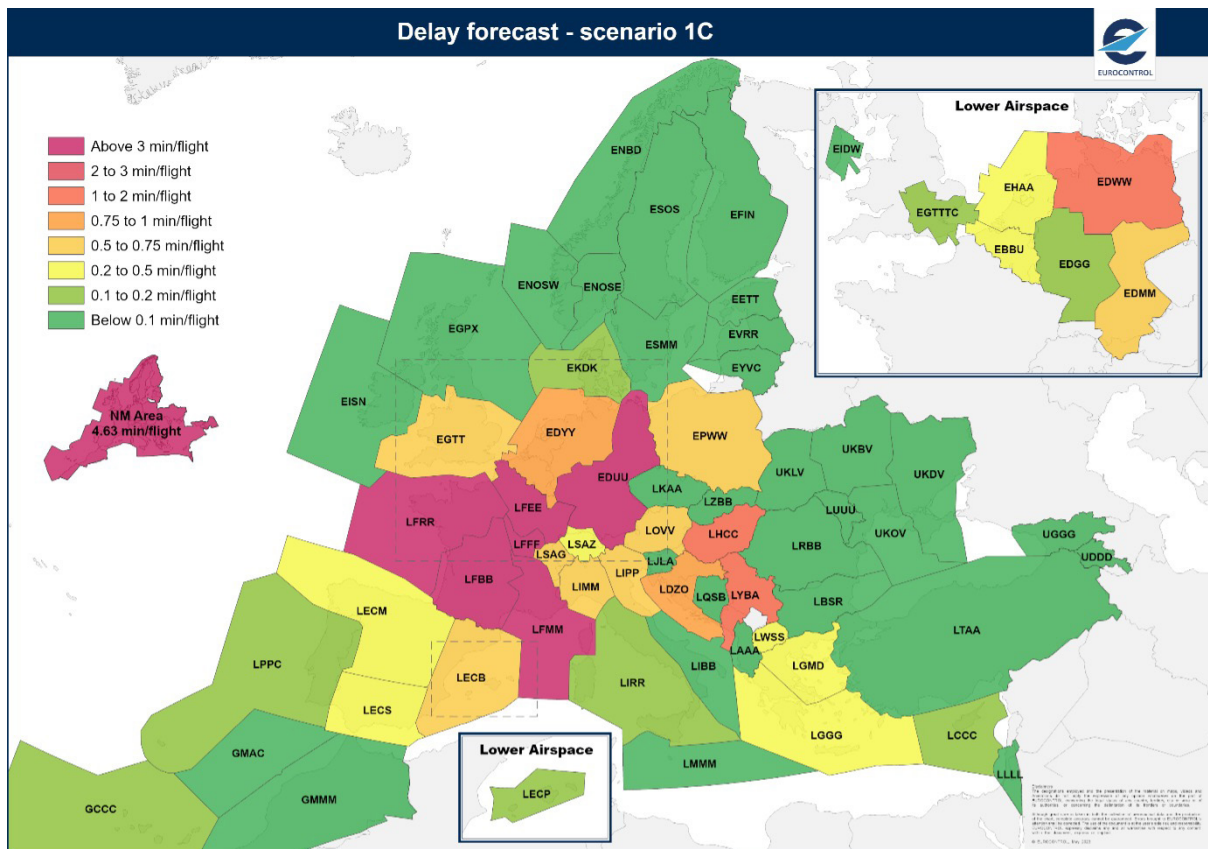 Delay forecast - scenario 1C
EUROCONTROL
Above 3 min/flight
2 to 3 min/flight
1 to 2 min/flight
0.75 to 1 min/flight
0.5 to 0.75 min/flight
0.2 to 0.5 min/flight
0.1 to 0.2 min/flight
Below 0.1 min/flight
NM Area
4.63 min/flight
Lower Airspace
EIDW
EGTTTC
EHAA
EBBU
EDWW
EDGG
EDMM
ENBD
ESOS
EFIN
ENOSW
ENOSE
EETT
EGPX
ESMM
EVRR
EYVC
EKDK
EISN
EGTT
EDYY
EPWW
EDUU
UKLV
UKBV
UKDV
LKAA
LZBB
LFRR
LFEE
LUUU
UKOV
LFFF
LSAZ
LOVV
LHCC
LRBB
UGGG
UDDD
LSAG
LJLA
LFBB
LIMM
LIPP
LDZO
LQSB
LYBA
LBSR
LECM
LFMM
LWSS
LAAA
LTAA
LPPC
LIBB
LGMD
LECB
LIRR
LECS
LGGG
LCCC
GMAC
LMMM
LLLL
GCCC
GMMM
Lower Airspace
LECP